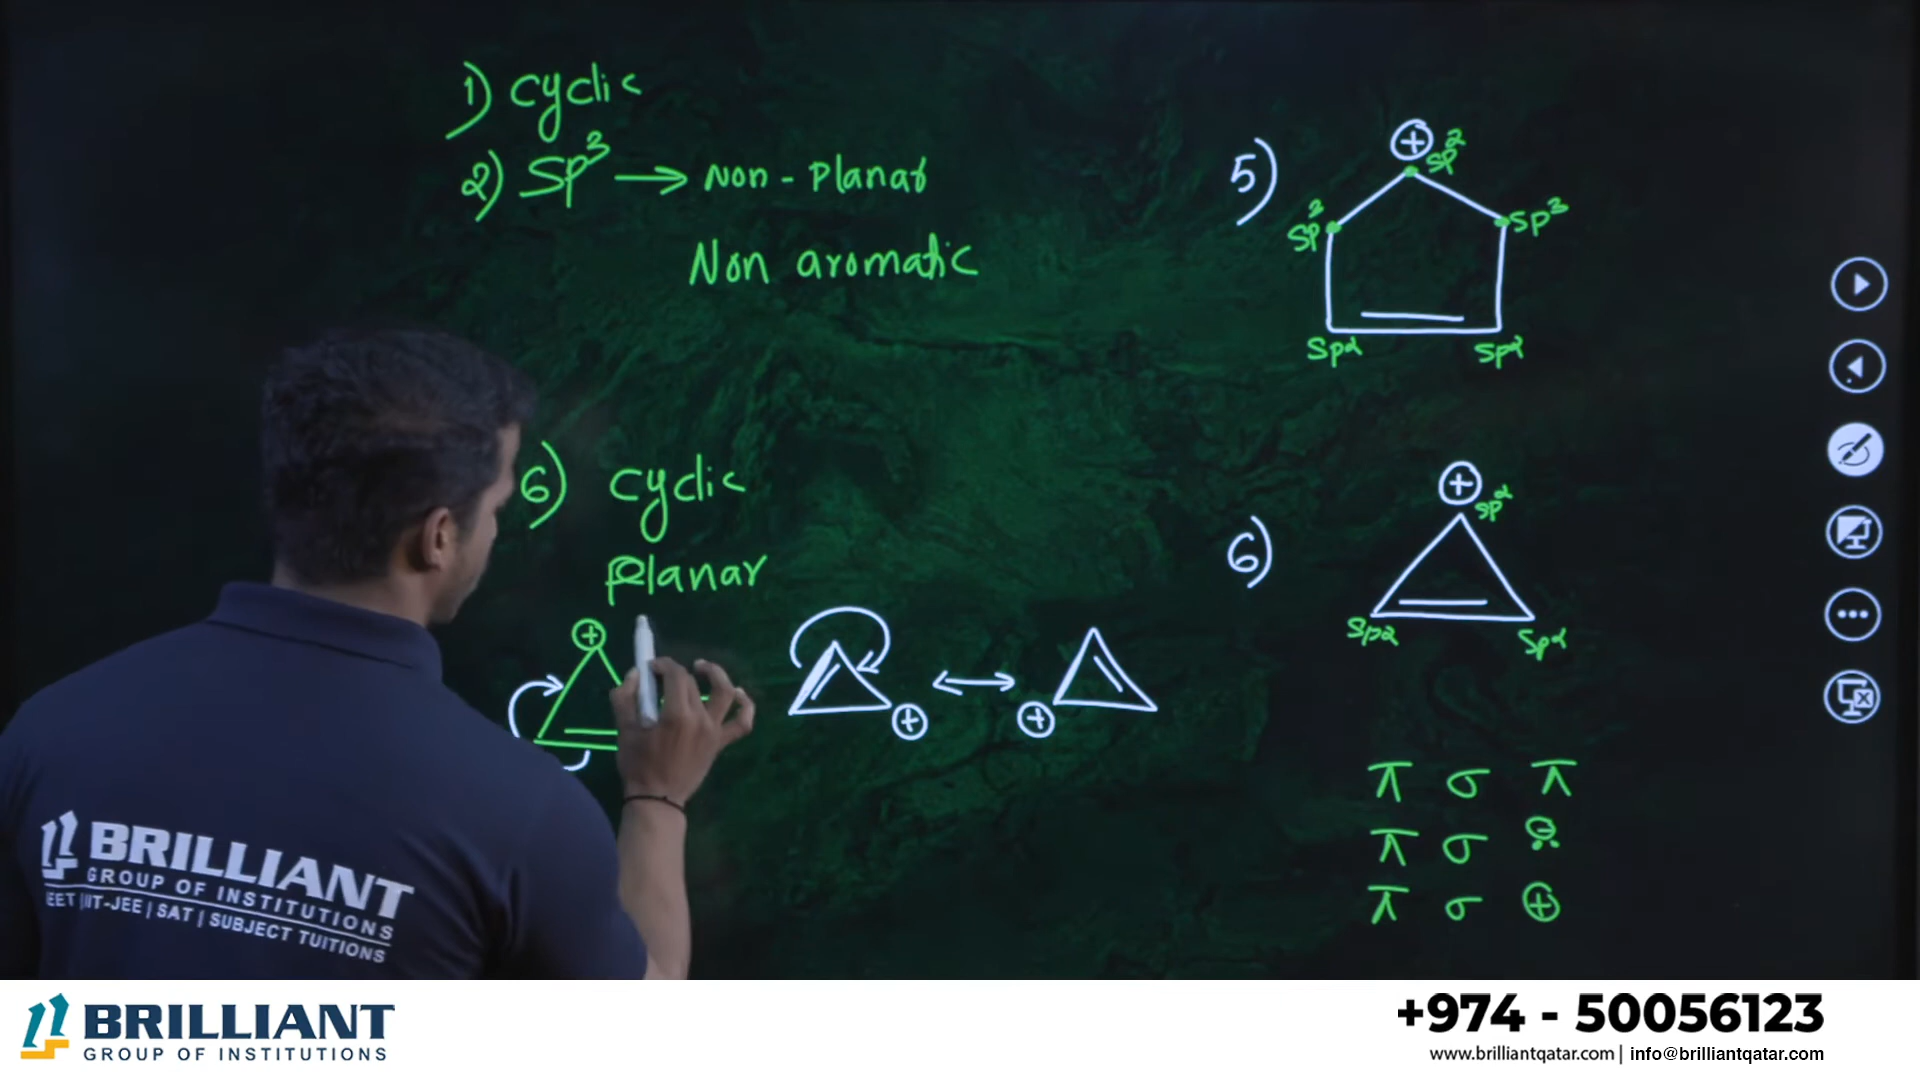 1) cyclic
2) Sp³ → Non - Planar
Non aromatic
5)
⊕ sp²
sp³
sp³
sp²
sp²
6) cyclic
Planar
⊕
⊕ ↔ ⊕
6)
⊕ sp²
sp²
sp²
π σ π
π σ ⊖
π σ ⊕
BRILLIANT
GROUP OF INSTITUTIONS
EET | IIT-JEE | SAT | SUBJECT TUITIONS
BRILLIANT
GROUP OF INSTITUTIONS
+974 - 50056123
www.brilliantqatar.com | info@brilliantqatar.com